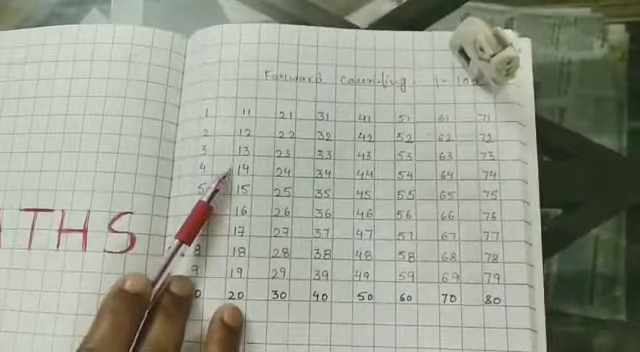 Forward counting. 1-100
1 11 21 31 41 51 61 71
2 12 22 32 42 52 62 72
3 13 23 33 43 53 63 73
4 14 24 34 44 54 64 74
5 15 25 35 45 55 65 75
16 26 36 46 56 66 76
17 27 37 47 57 67 77
8 18 28 38 48 58 68 78
9 19 29 39 49 59 69 79
0 20 30 40 50 60 70 80
THS